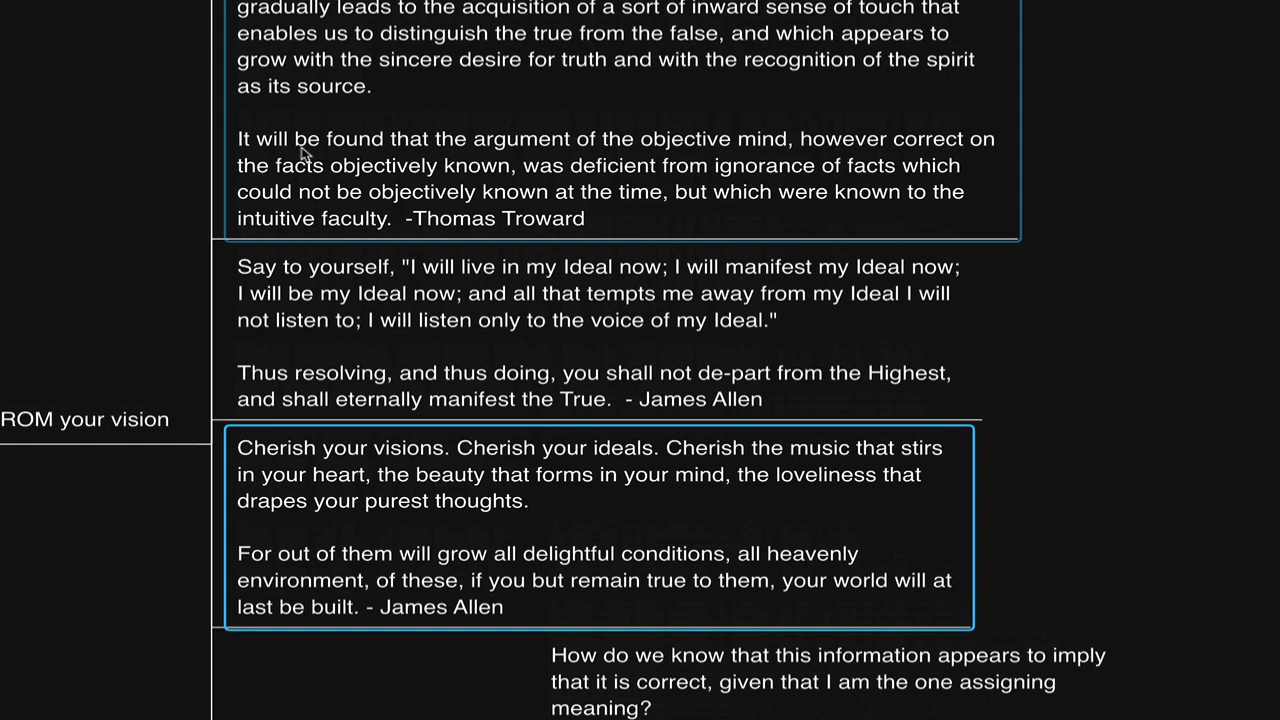 gradually leads to the acquisition of a sort of inward sense of touch that
enables us to distinguish the true from the false, and which appears to
grow with the sincere desire for truth and with the recognition of the spirit
as its source.
It will be found that the argument of the objective mind, however correct on
the facts objectively known, was deficient from ignorance of facts which
could not be objectively known at the time, but which were known to the
intuitive faculty.  -Thomas Troward
Say to yourself, "I will live in my Ideal now; I will manifest my Ideal now;
I will be my Ideal now; and all that tempts me away from my Ideal I will
not listen to; I will listen only to the voice of my Ideal."
Thus resolving, and thus doing, you shall not de-part from the Highest,
and shall eternally manifest the True.  - James Allen
ROM your vision
Cherish your visions. Cherish your ideals. Cherish the music that stirs
in your heart, the beauty that forms in your mind, the loveliness that
drapes your purest thoughts.
For out of them will grow all delightful conditions, all heavenly
environment, of these, if you but remain true to them, your world will at
last be built. - James Allen
How do we know that this information appears to imply
that it is correct, given that I am the one assigning
meaning?